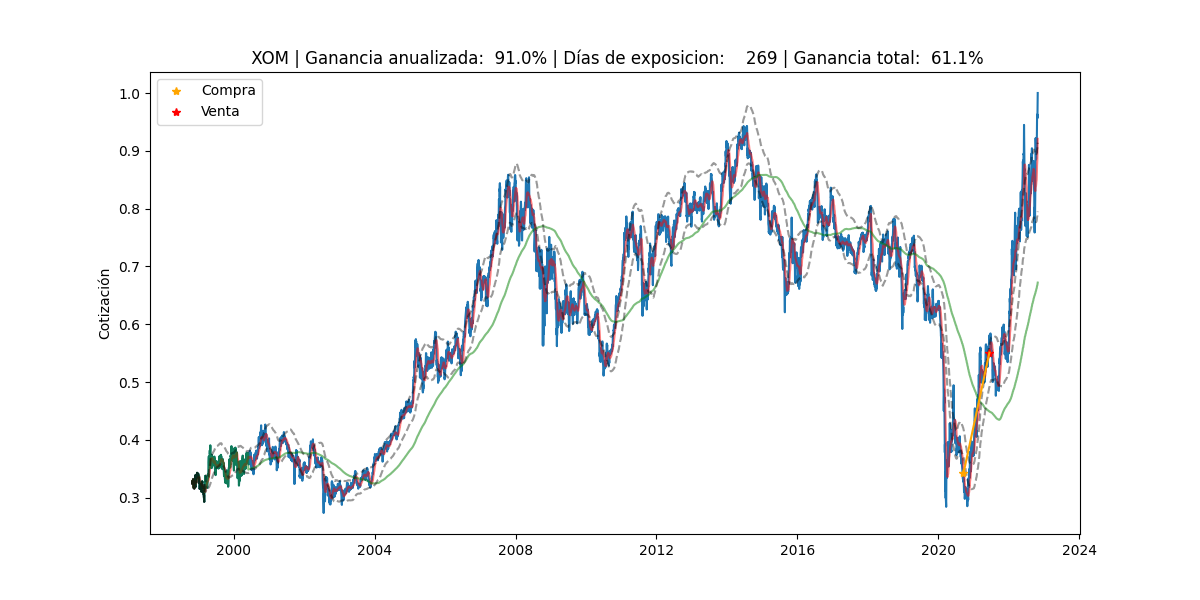 XOM | Ganancia anualizada:  91.0% | Días de exposicion:    269 | Ganancia total:  61.1%
Compra
Venta
Cotización
1.0
0.9
0.8
0.7
0.6
0.5
0.4
0.3
2000 2004 2008 2012 2016 2020 2024